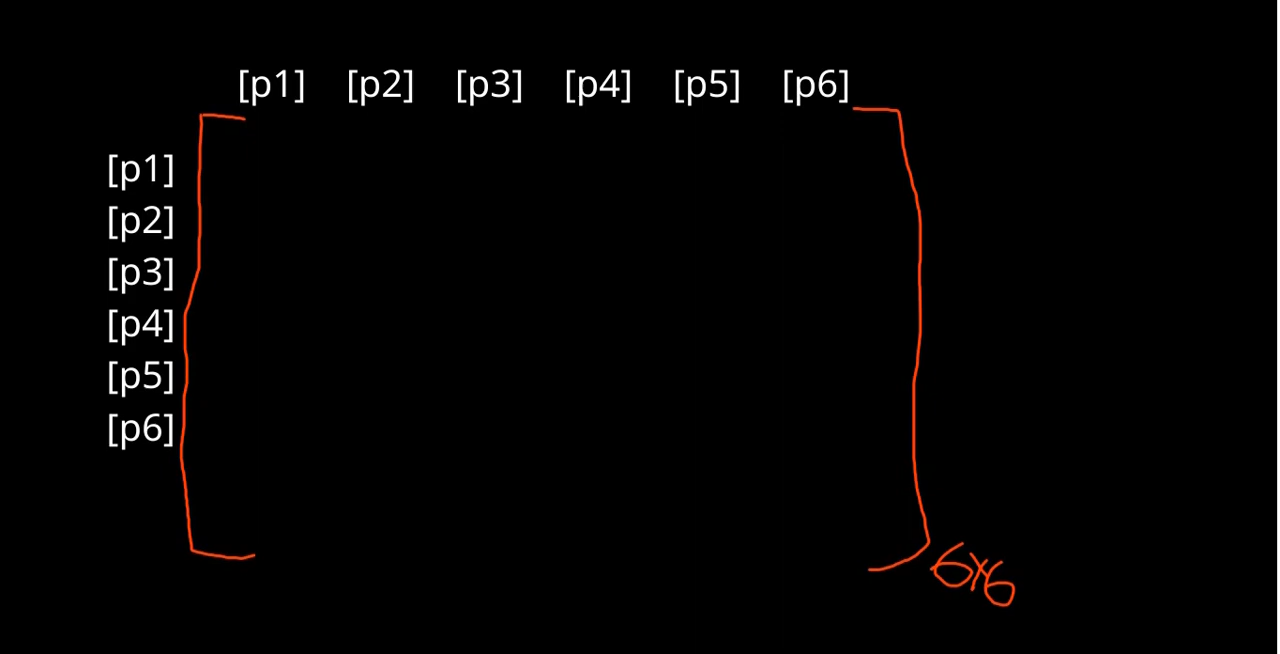 [p1] [p2] [p3] [p4] [p5] [p6]
[p1]
[p2]
[p3]
[p4]
[p5]
[p6]
6x6